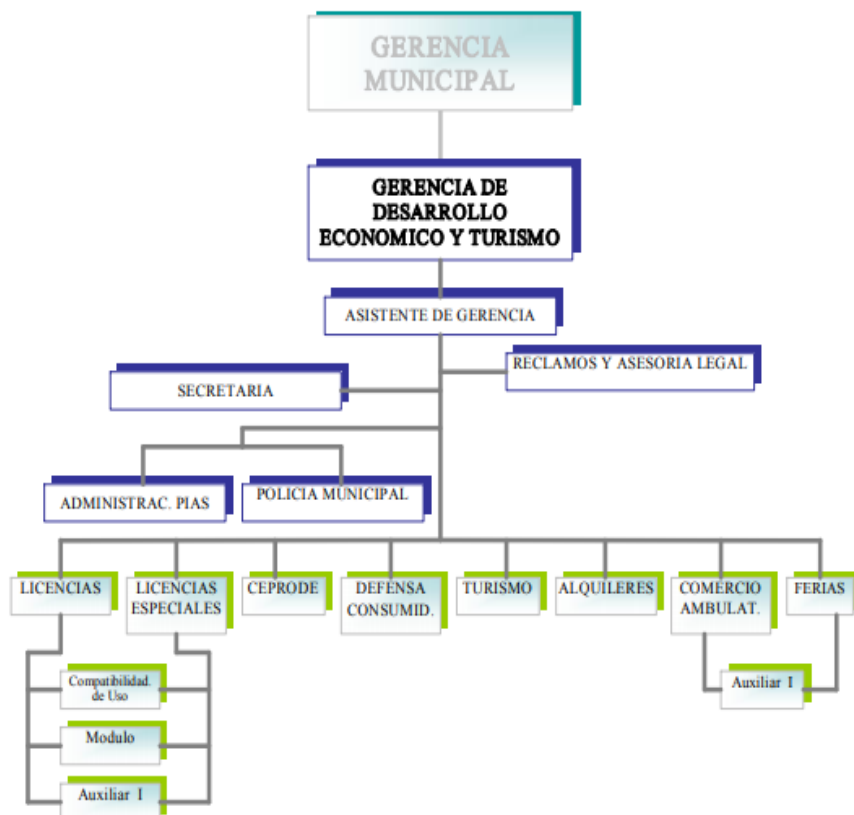 GERENCIA
MUNICIPAL
GERENCIA DE
DESARROLLO
ECONOMICO Y TURISMO
ASISTENTE DE GERENCIA
RECLAMOS Y ASESORIA LEGAL
SECRETARIA
ADMINISTRAC. PIAS
POLICIA MUNICIPAL
LICENCIAS
LICENCIAS
ESPECIALES
CEPRODE
DEFENSA
CONSUMID.
TURISMO
ALQUILERES
COMERCIO
AMBULAT.
FERIAS
Compatibilidad.
de Uso
Modulo
Auxiliar I
Auxiliar I